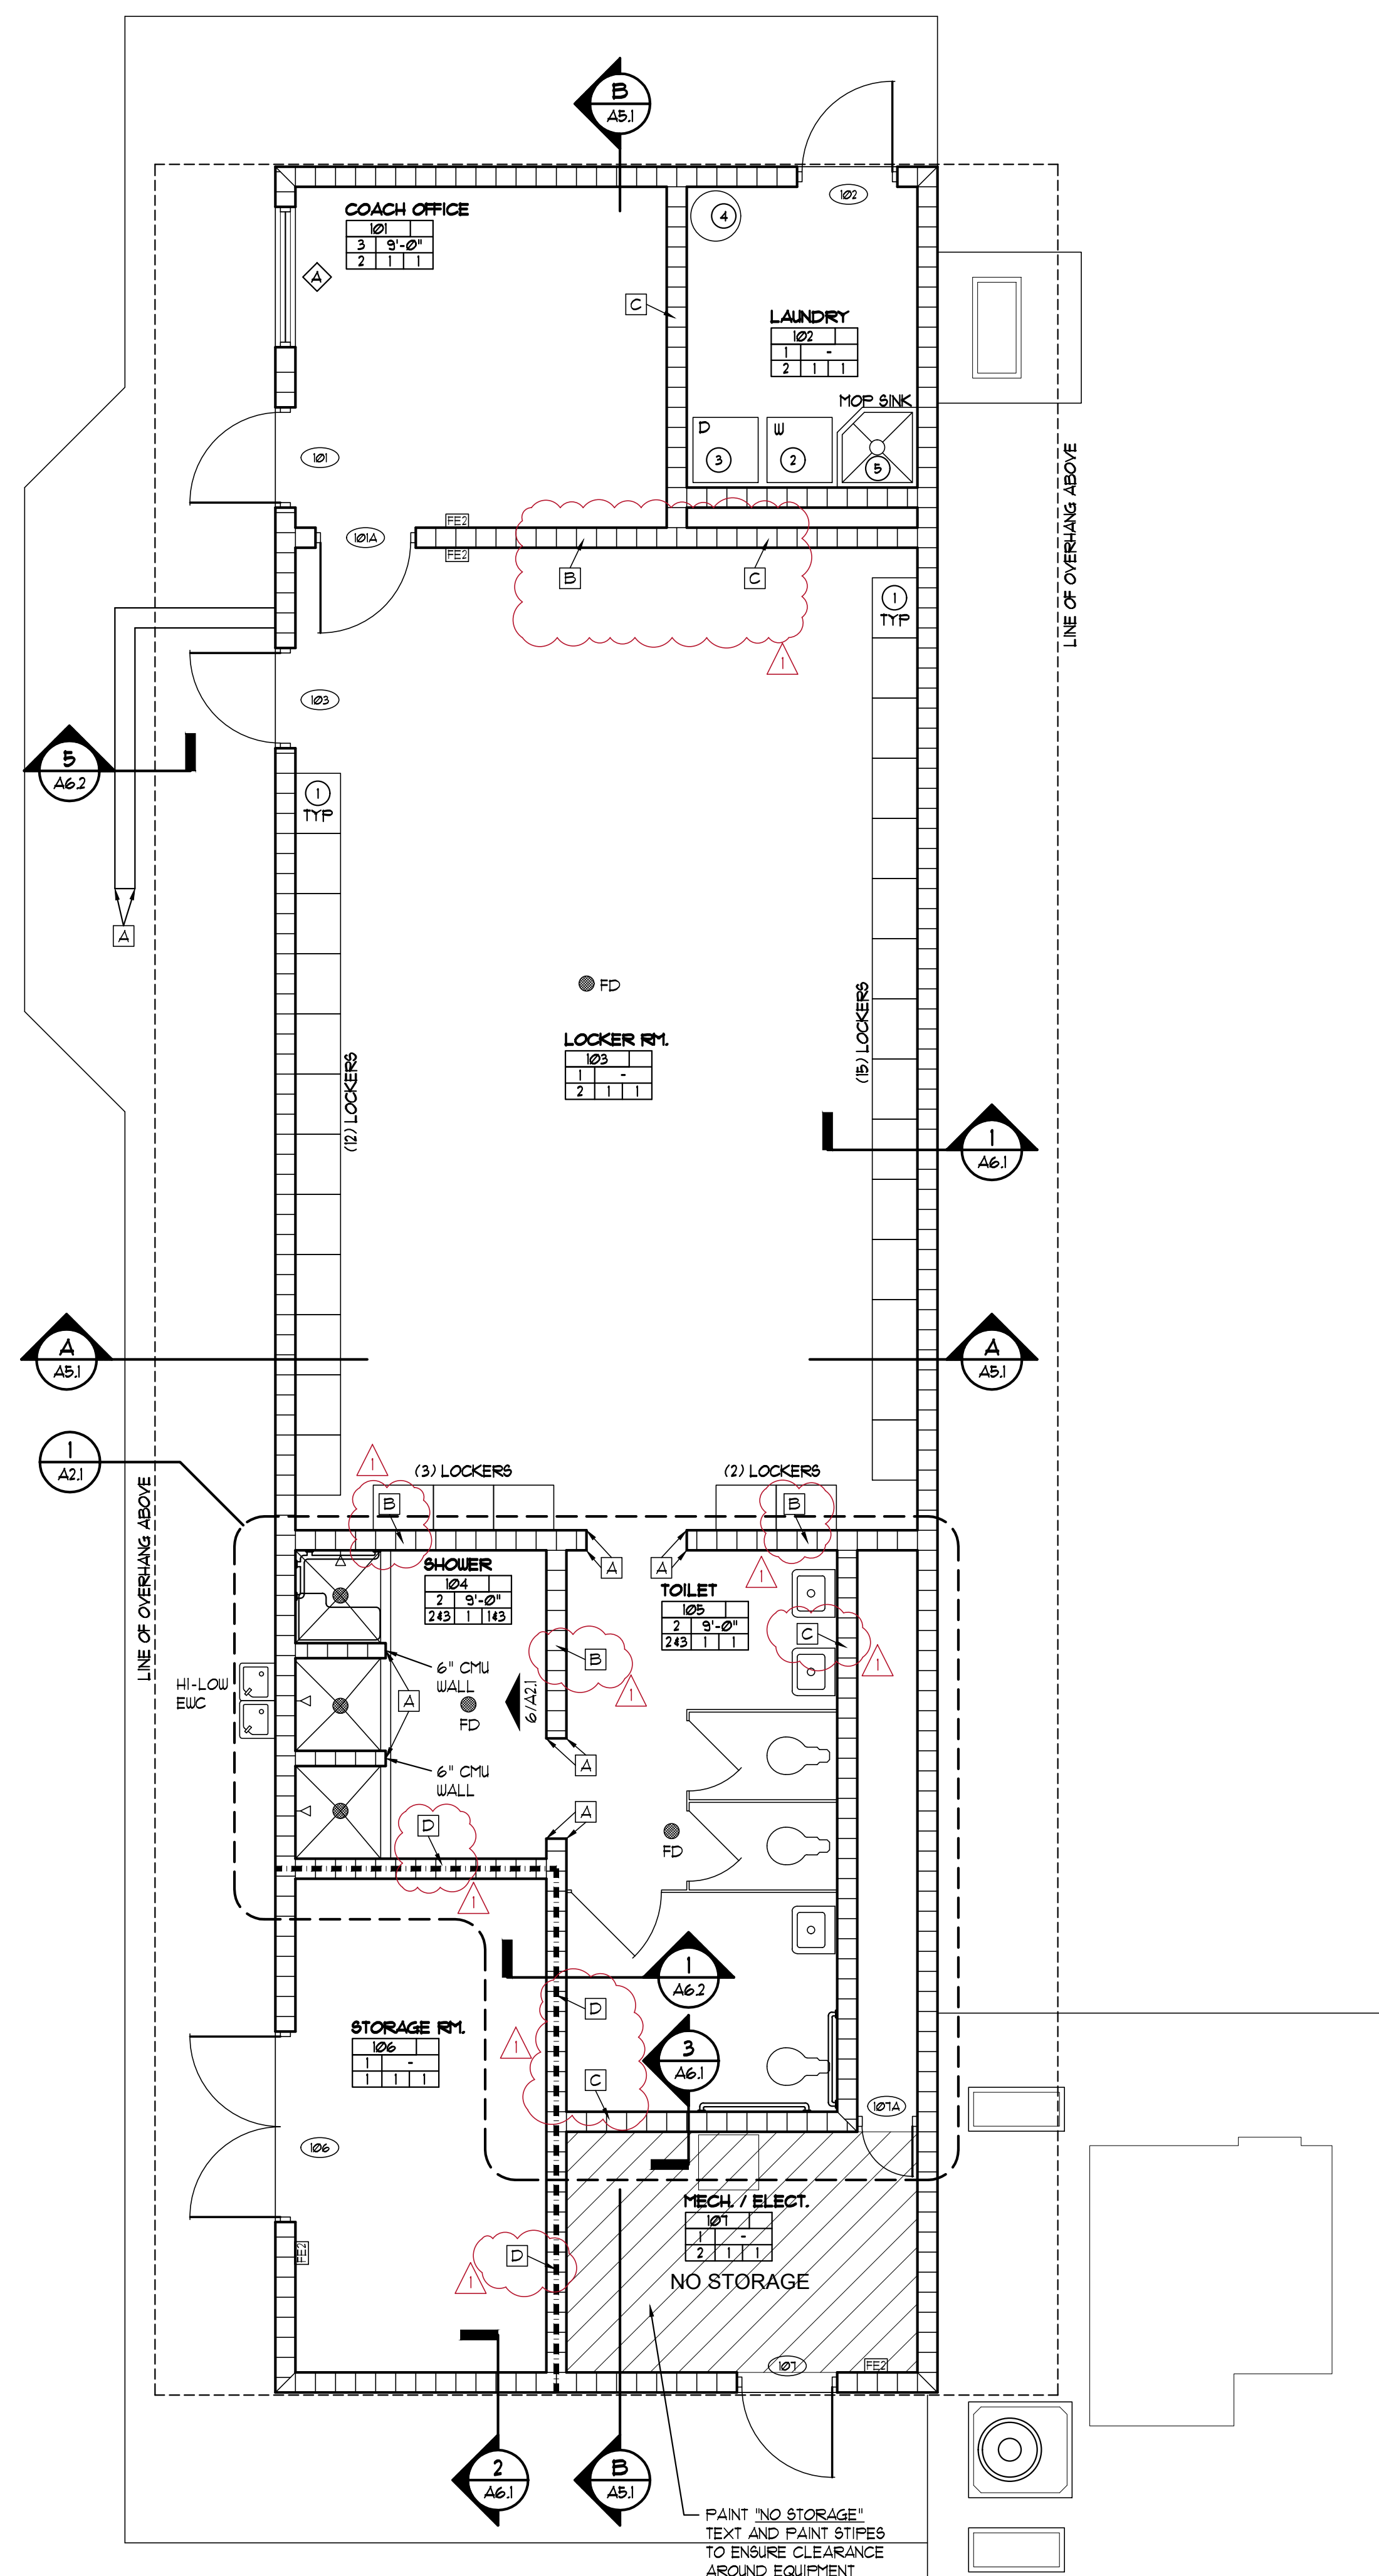 B
A5.1
102
COACH OFFICE
101
3 9'-0"
2 1 1
A
4
C
LAUNDRY
102
1 -
2 1 1
MOP SINK
D
W
3
2
5
101
LINE OF OVERHANG ABOVE
FE2
101A
FE2
B
C
1
TYP
1
103
5
A6.2
1
TYP
A
FD
(15) LOCKERS
LOCKER RM.
103
1 -
2 1 1
(12) LOCKERS
1
A6.1
A
A5.1
A
A5.1
1
A2.1
1
(3) LOCKERS
(2) LOCKERS
B
B
LINE OF OVERHANG ABOVE
SHOWER
104
2 9'-0"
2&3 1 1&3
A
A
1
TOILET
105
2 9'-0"
2&3 1 1
C
B
1
1
HI-LOW
EWC
6" CMU
WALL
A
FD
6/A2.1
A
6" CMU
WALL
A
D
FD
1
1
A6.2
D
STORAGE RM.
106
1 -
1 1 1
1
3
A6.1
C
107A
106
MECH. / ELECT.
107
1 -
2 1 1
NO STORAGE
FE2
D
1
107
FE2
2
A6.1
B
A5.1
PAINT "NO STORAGE"
TEXT AND PAINT STIPES
TO ENSURE CLEARANCE
AROUND EQUIPMENT